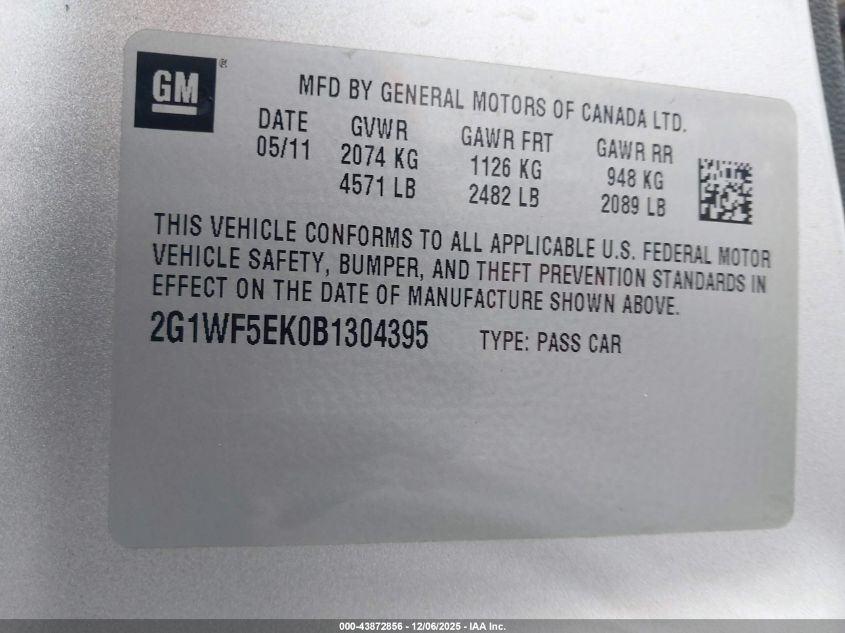 GM®
MFD BY GENERAL MOTORS OF CANADA LTD.
DATE GVWR GAWR FRT GAWR RR
05/11 2074 KG 1126 KG 948 KG
4571 LB 2482 LB 2089 LB
THIS VEHICLE CONFORMS TO ALL APPLICABLE U.S. FEDERAL MOTOR
VEHICLE SAFETY, BUMPER, AND THEFT PREVENTION STANDARDS IN
EFFECT ON THE DATE OF MANUFACTURE SHOWN ABOVE.
2G1WF5EK0B1304395 TYPE: PASS CAR
000-43872856 - 12/06/2025 - IAA Inc.